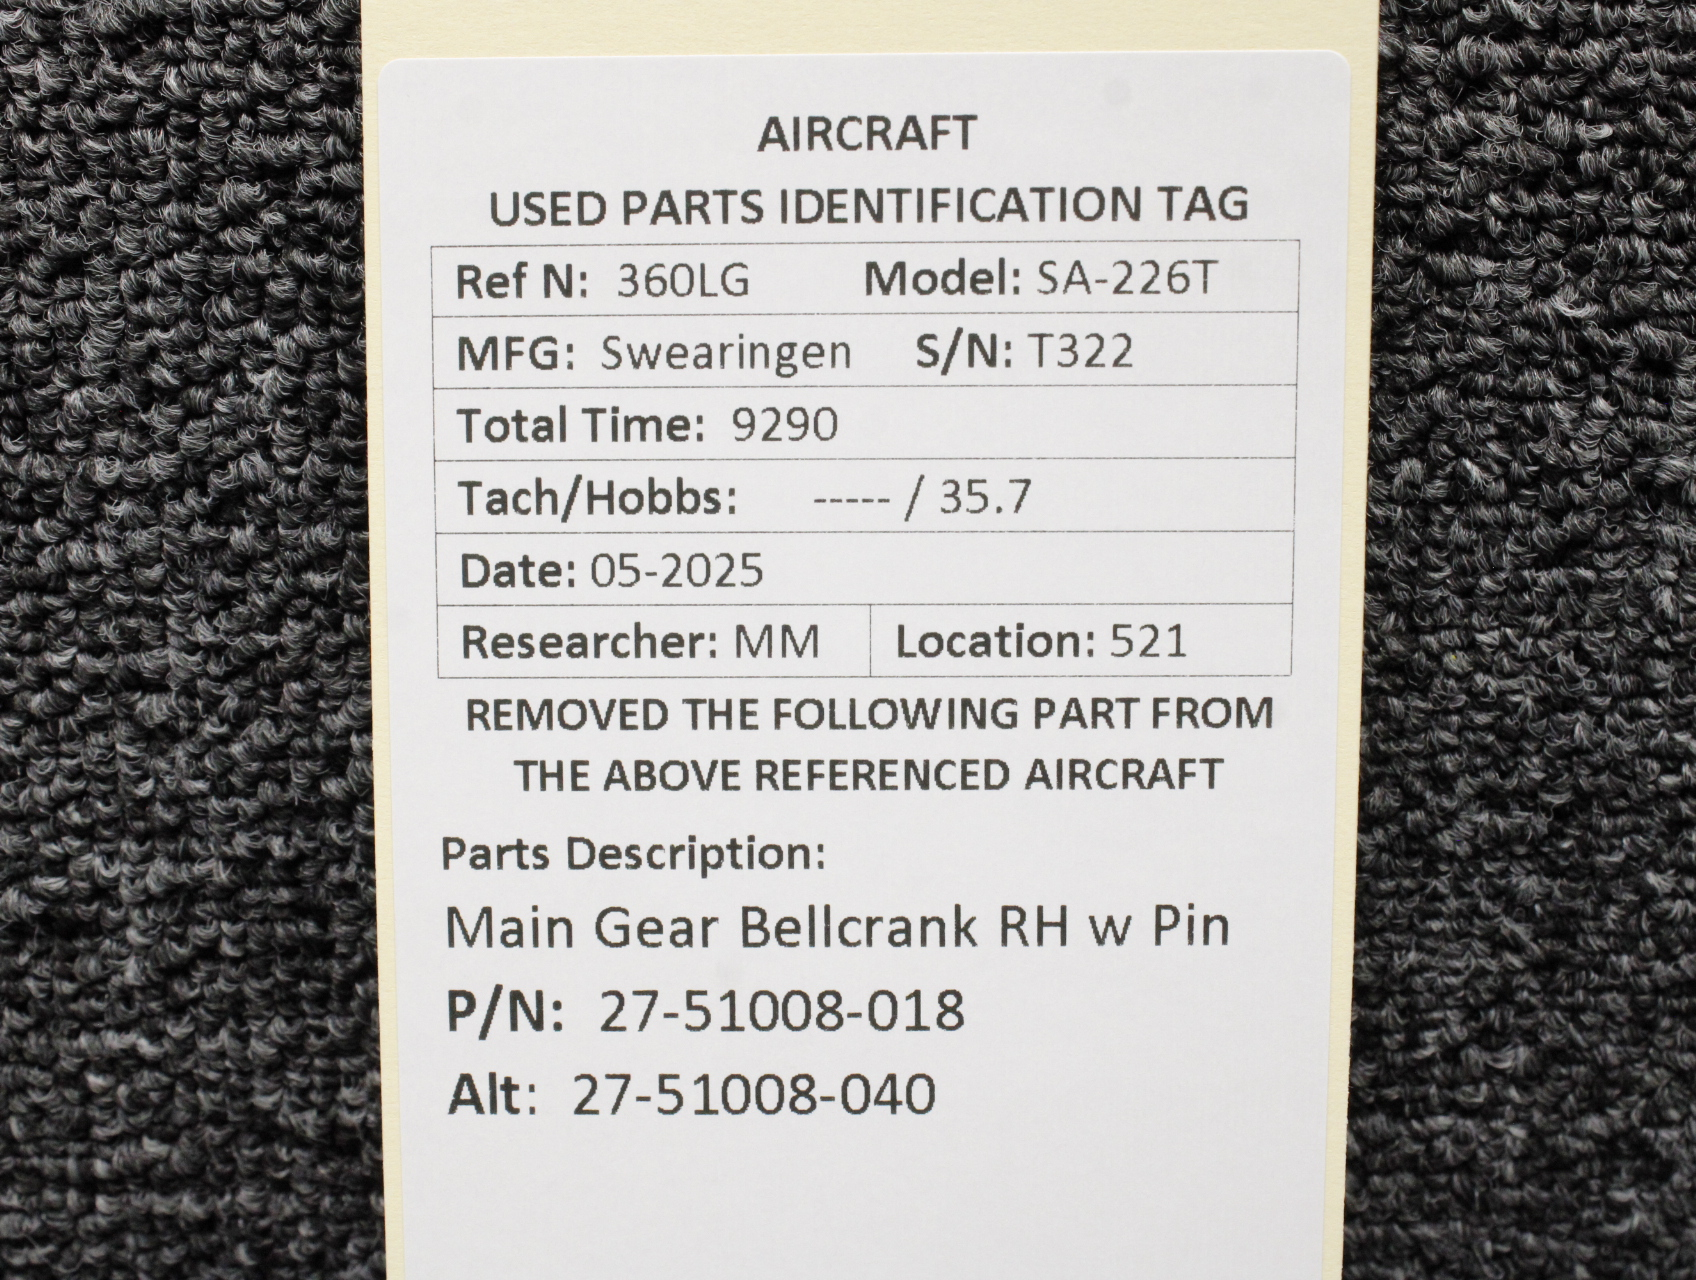 AIRCRAFT
USED PARTS IDENTIFICATION TAG
Ref N: 360LG Model: SA-226T
MFG: Swearingen S/N: T322
Total Time: 9290
Tach/Hobbs: ----- / 35.7
Date: 05-2025
Researcher: MM Location: 521
REMOVED THE FOLLOWING PART FROM
THE ABOVE REFERENCED AIRCRAFT
Parts Description:
Main Gear Bellcrank RH w Pin
P/N: 27-51008-018
Alt: 27-51008-040